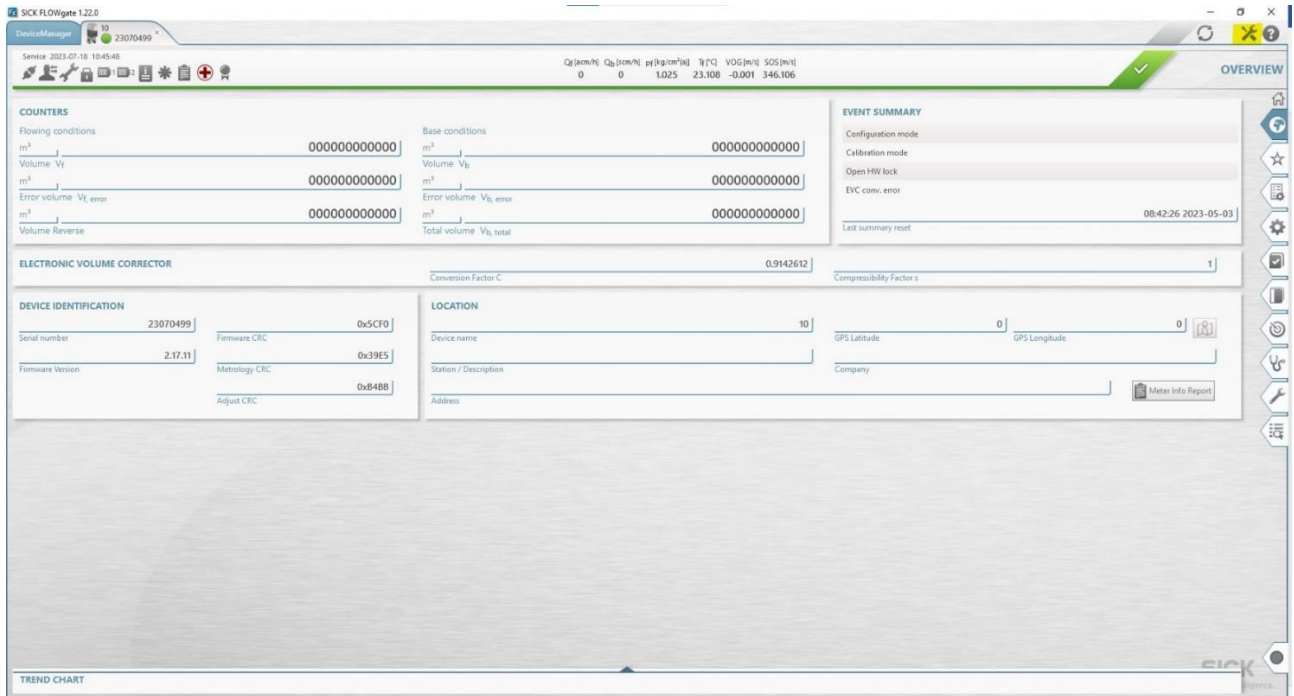 SICK FLOWgate 1.22.0
DeviceManager 10 23070499
Service 2023-07-18 10:45:48
Qf [acm/h] Qb [scm/h] pf [kg/cm²(a)] Tf [°C] VOG [m/s] SOS [m/s]
0 0 1.025 23.108 -0.001 346.106
OVERVIEW
COUNTERS
Flowing conditions
m³ 000000000000
Volume Vf
m³ 000000000000
Error volume Vf, error
m³ 000000000000
Volume Reverse
Base conditions
m³ 000000000000
Volume Vb
m³ 000000000000
Error volume Vb, error
m³ 000000000000
Total volume Vb, total
EVENT SUMMARY
Configuration mode
Calibration mode
Open HW lock
EVC conv. error
08:42:26 2023-05-03
Last summary reset
ELECTRONIC VOLUME CORRECTOR
0.9142612
Conversion Factor C
1
Compressibility Factor s
DEVICE IDENTIFICATION
23070499 0x5CF0
Serial number Firmware CRC
2.17.11 0x39E5
Firmware Version Metrology CRC
0xB4BB
Adjust CRC
LOCATION
10 0 0
Device name GPS Latitude GPS Longitude
Station / Description Company
Address
Meter Info Report
TREND CHART
SICK